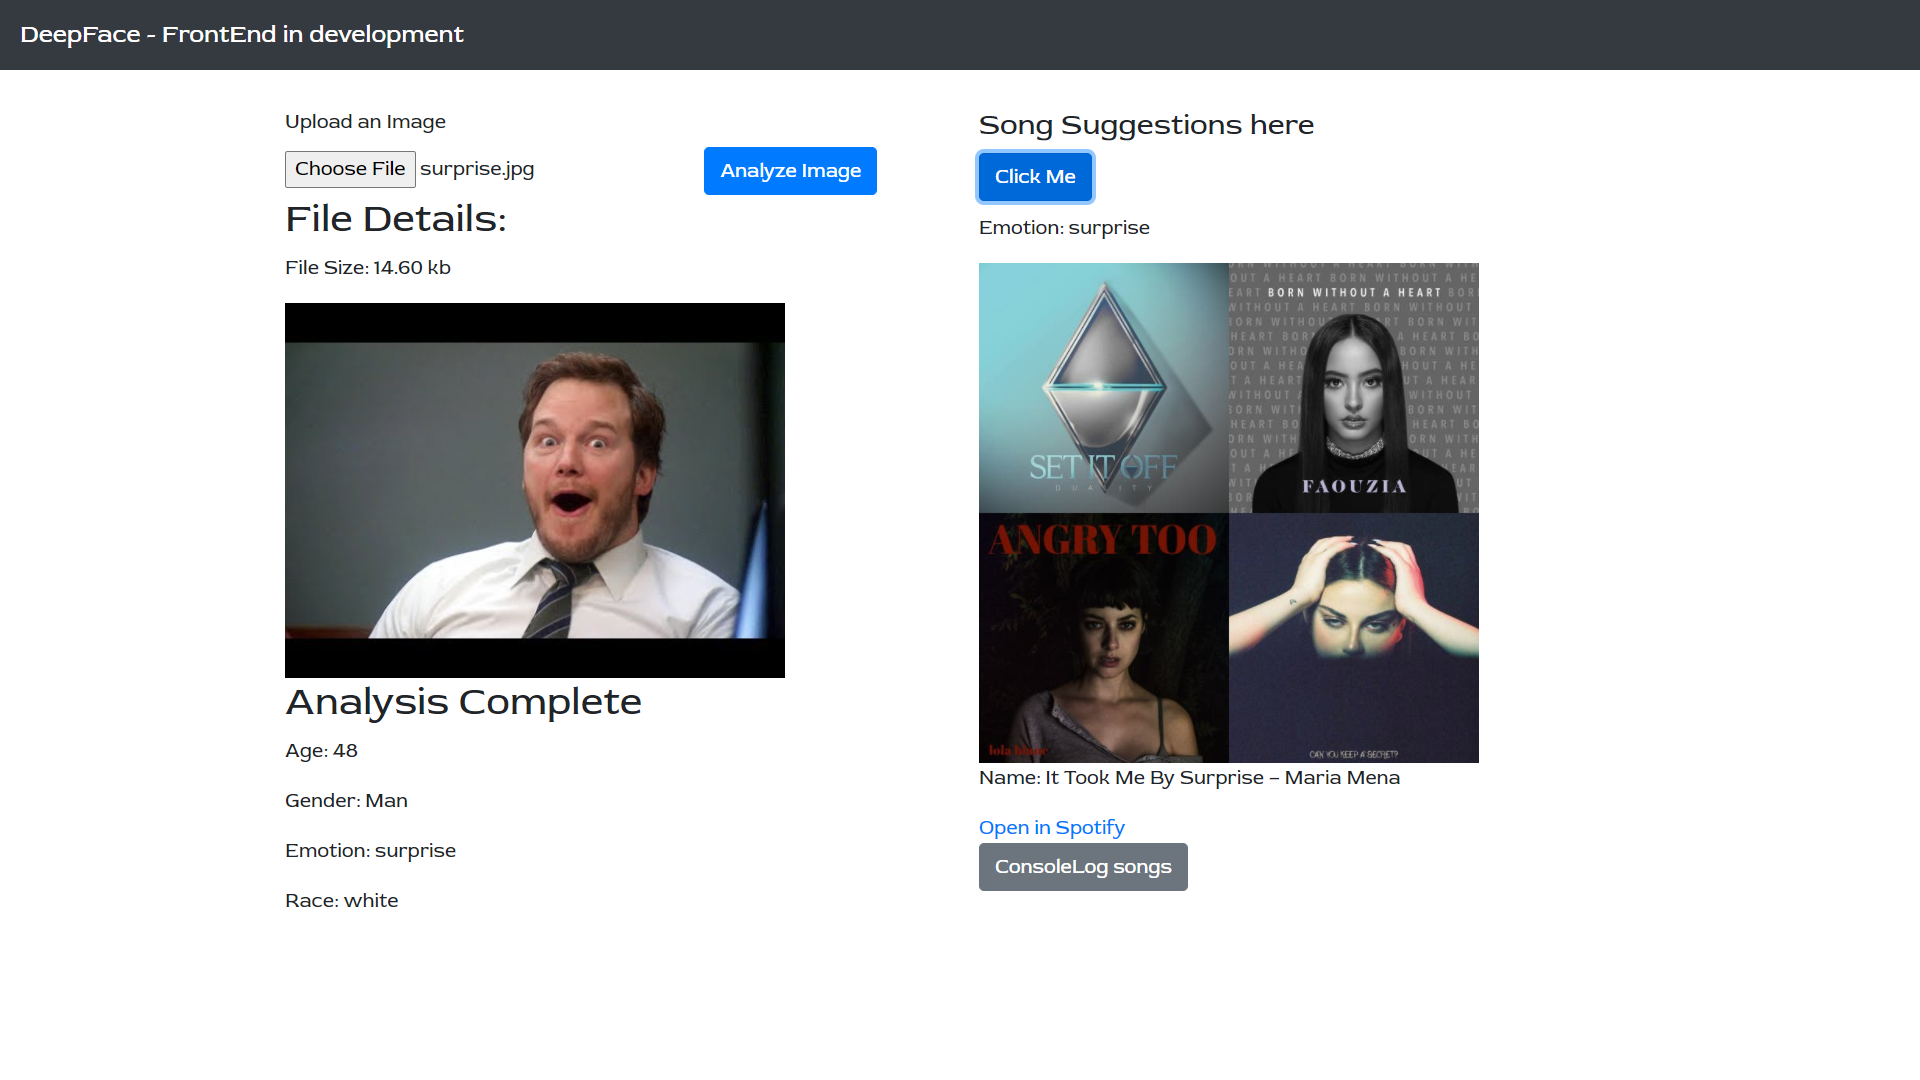 DeepFace - FrontEnd in development
Upload an Image
Choose File surprise.jpg
Analyze Image
File Details:
File Size: 14.60 kb
Analysis Complete
Age: 48
Gender: Man
Emotion: surprise
Race: white
Song Suggestions here
Click Me
Emotion: surprise
SET IT OFF
DUALITY
BORN WITHOUT A HEART
FAOUZIA
ANGRY TOO
CAN YOU KEEP A SECRET?
Name: It Took Me By Surprise – Maria Mena
Open in Spotify
ConsoleLog songs